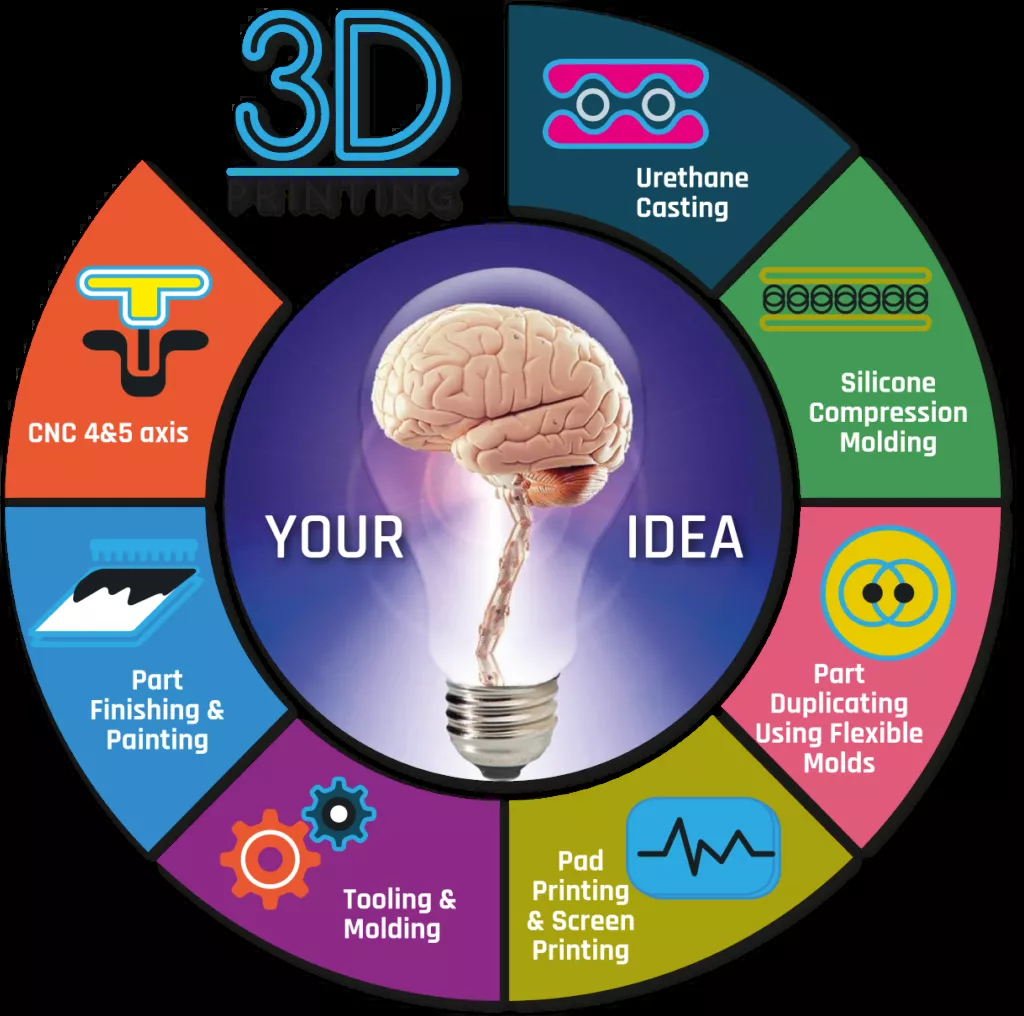 3D
PRINTING
Urethane
Casting
Silicone
Compression
Molding
Part
Duplicating
Using Flexible
Molds
Pad
Printing
& Screen
Printing
Tooling &
Molding
Part
Finishing &
Painting
CNC 4&5 axis
YOUR IDEA